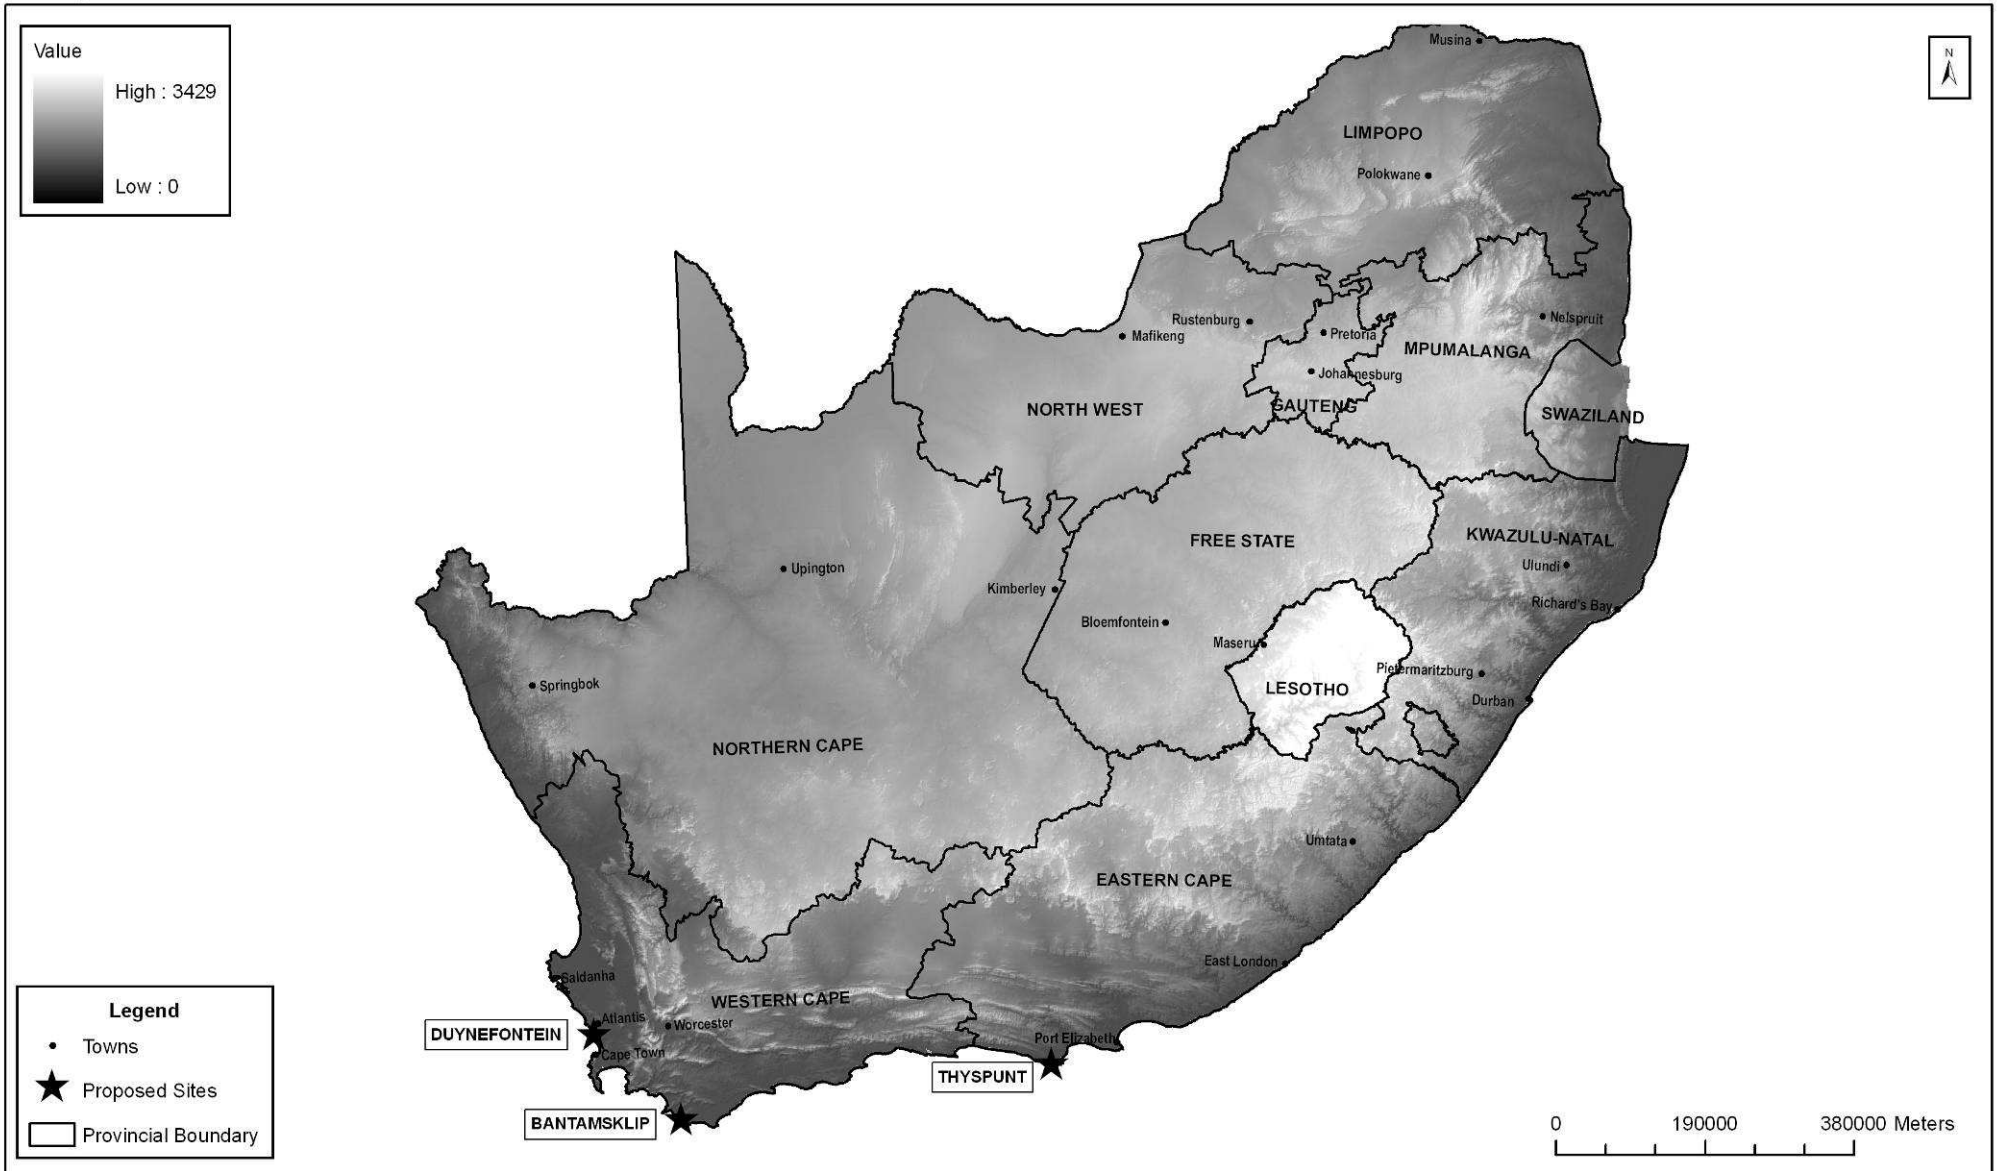 Value
High : 3429
Low : 0
N
Musina
LIMPOPO
Polokwane
Rustenburg
Mafikeng
Pretoria
Nelspruit
MPUMALANGA
Johannesburg
GAUTENG
NORTH WEST
SWAZILAND
FREE STATE
KWAZULU-NATAL
Ulundi
Upington
Kimberley
Richard's Bay
Bloemfontein
Maseru
Pietermaritzburg
Springbok
LESOTHO
Durban
NORTHERN CAPE
Umtata
EASTERN CAPE
East London
Saldanha
WESTERN CAPE
Atlantis
Worcester
DUYNEFONTEIN
Cape Town
Port Elizabeth
THYSPUNT
BANTAMSKLIP
Legend
Towns
Proposed Sites
Provincial Boundary
0 190000 380000 Meters